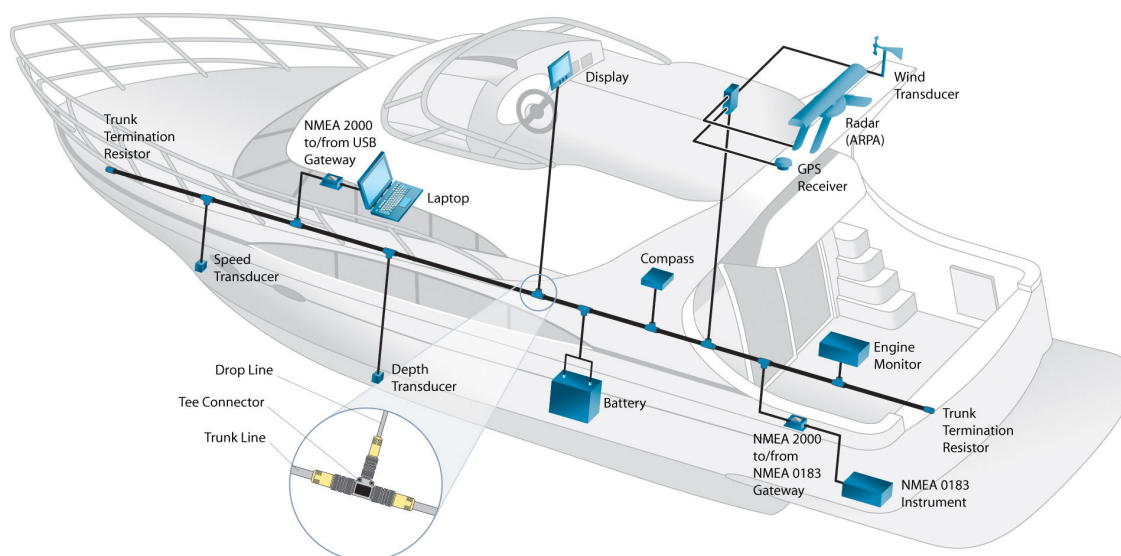 Trunk
Termination
Resistor
NMEA 2000
to/from USB
Gateway
Laptop
Display
Wind
Transducer
Radar
(ARPA)
GPS
Receiver
Speed
Transducer
Compass
Depth
Transducer
Battery
Engine
Monitor
Trunk
Termination
Resistor
NMEA 2000
to/from
NMEA 0183
Gateway
NMEA 0183
Instrument
Drop Line
Tee Connector
Trunk Line